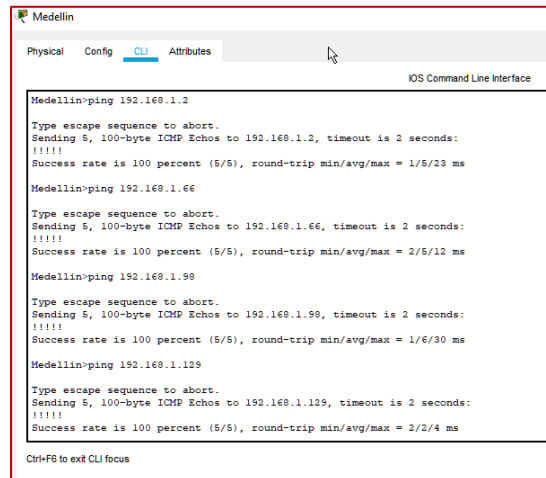 Medellin
Physical Config CLI Attributes
IOS Command Line Interface
Medellin>ping 192.168.1.2
Type escape sequence to abort.
Sending 5, 100-byte ICMP Echos to 192.168.1.2, timeout is 2 seconds:
!!!!!
Success rate is 100 percent (5/5), round-trip min/avg/max = 1/5/23 ms
Medellin>ping 192.168.1.66
Type escape sequence to abort.
Sending 5, 100-byte ICMP Echos to 192.168.1.66, timeout is 2 seconds:
!!!!!
Success rate is 100 percent (5/5), round-trip min/avg/max = 2/5/12 ms
Medellin>ping 192.168.1.98
Type escape sequence to abort.
Sending 5, 100-byte ICMP Echos to 192.168.1.98, timeout is 2 seconds:
!!!!!
Success rate is 100 percent (5/5), round-trip min/avg/max = 1/6/30 ms
Medellin>ping 192.168.1.129
Type escape sequence to abort.
Sending 5, 100-byte ICMP Echos to 192.168.1.129, timeout is 2 seconds:
!!!!!
Success rate is 100 percent (5/5), round-trip min/avg/max = 2/2/4 ms
Ctrl+F6 to exit CLI focus